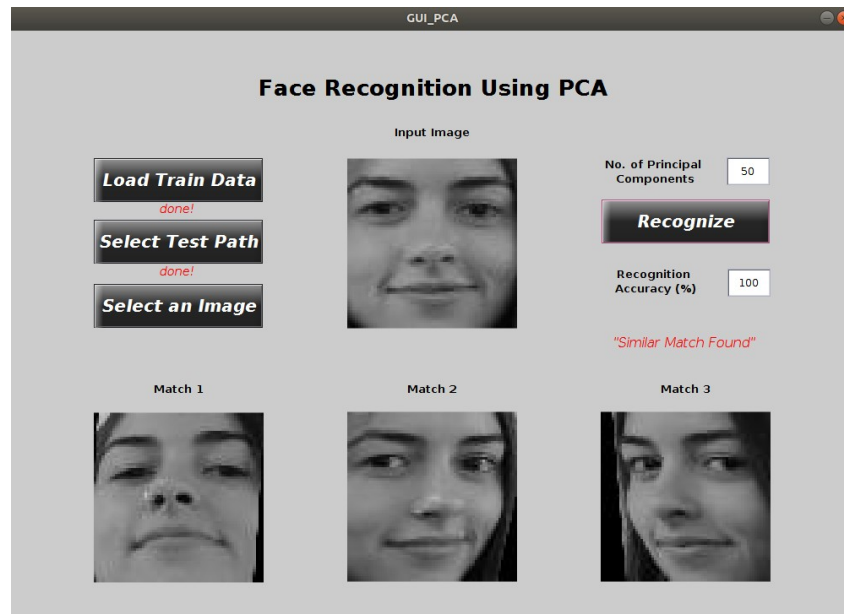 GUI_PCA
Face Recognition Using PCA
Input Image
Load Train Data
done!
Select Test Path
done!
Select an Image
No. of Principal
Components
50
Recognize
Recognition
Accuracy (%)
100
"Similar Match Found"
Match 1
Match 2
Match 3